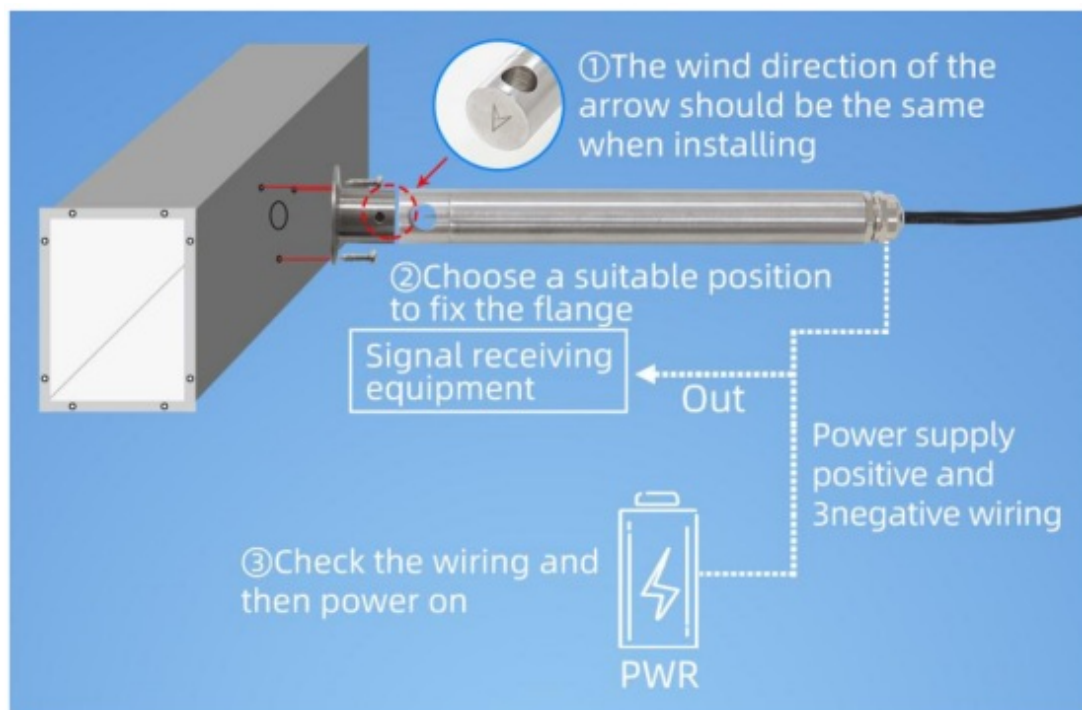 ①The wind direction of the
arrow should be the same
when installing
②Choose a suitable position
to fix the flange
Signal receiving
equipment
Out
Power supply
positive and
3negative wiring
③Check the wiring and
then power on
PWR